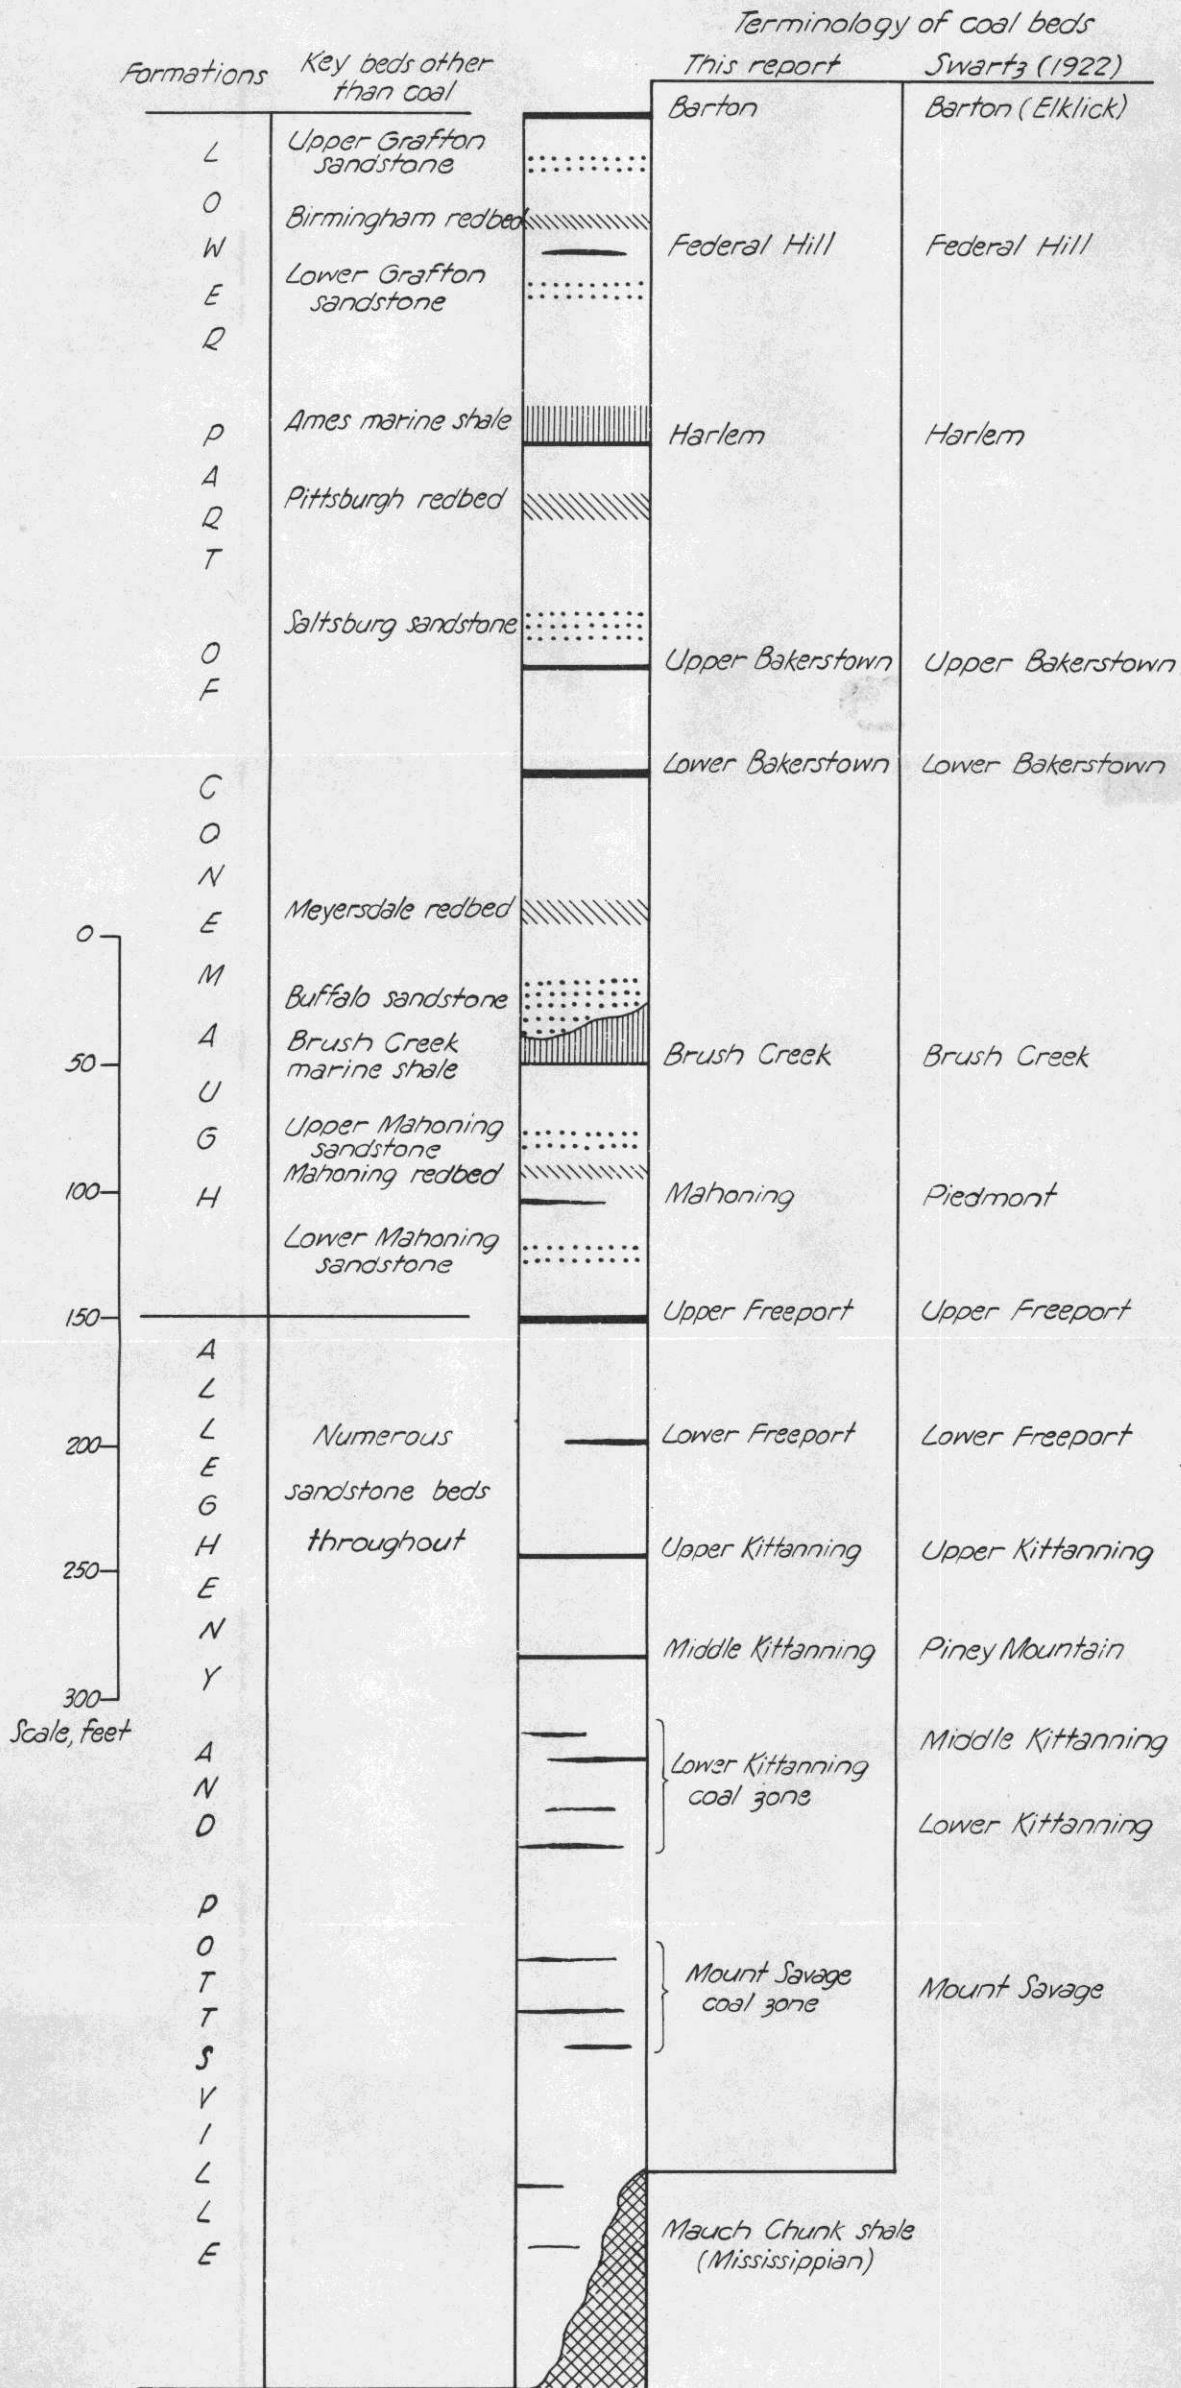 Terminology of coal beds
Formations
Key beds other
than coal
This report
Swartz (1922)
Barton
Barton (Elklick)
Upper Grafton
sandstone
Birmingham redbed
Federal Hill
Federal Hill
Lower Grafton
sandstone
Ames marine shale
Harlem
Harlem
Pittsburgh redbed
Saltsburg sandstone
Upper Bakerstown
Upper Bakerstown
Lower Bakerstown
Lower Bakerstown
Meyersdale redbed
Buffalo sandstone
Brush Creek
marine shale
Brush Creek
Brush Creek
Upper Mahoning
sandstone
Mahoning redbed
Mahoning
Piedmont
Lower Mahoning
sandstone
Upper Freeport
Upper Freeport
LOWER PART OF CONEMAUGH
Numerous
sandstone beds
throughout
Lower Freeport
Lower Freeport
Upper Kittanning
Upper Kittanning
Middle Kittanning
Piney Mountain
Lower Kittanning
coal zone
Middle Kittanning
Lower Kittanning
Mount Savage
coal zone
Mount Savage
Mauch Chunk shale
(Mississippian)
ALLEGHENY AND POTTSVILLE
0
50
100
150
200
250
300
Scale, feet